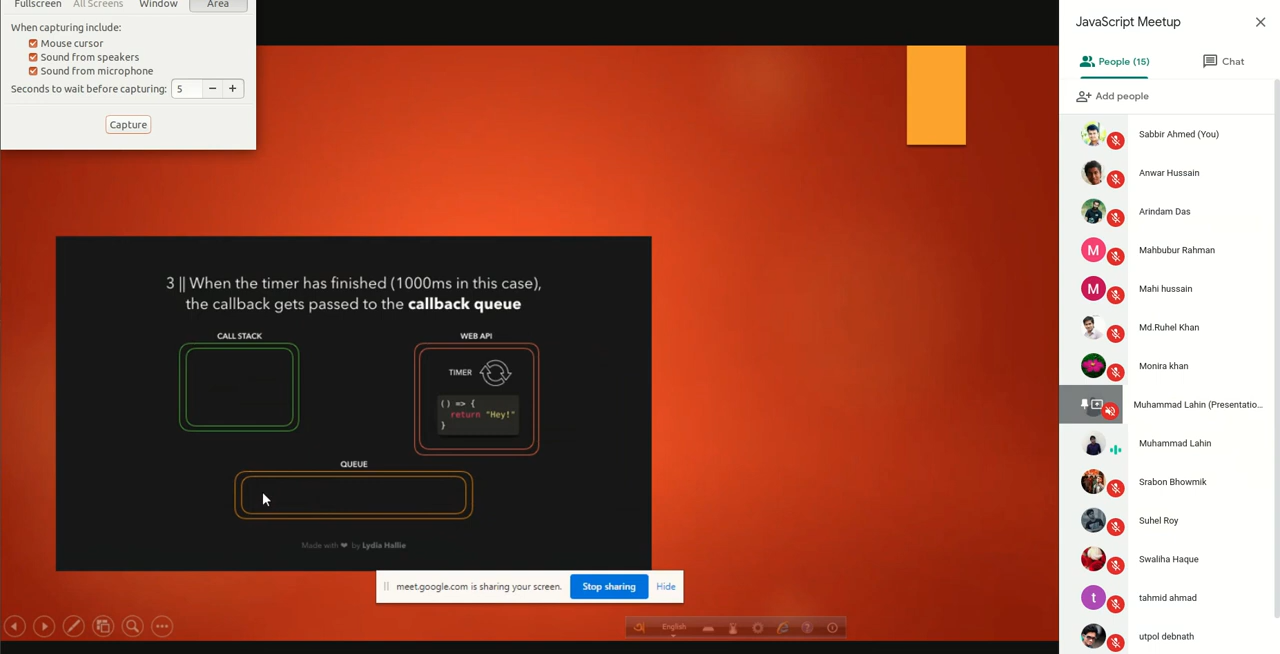 Fullscreen All Screens Window Area
When capturing include:
Mouse cursor
Sound from speakers
Sound from microphone
Seconds to wait before capturing: 5 − +
Capture
3 || When the timer has finished (1000ms in this case),
the callback gets passed to the callback queue
CALL STACK
WEB API
TIMER
() => {
return "Hey!"
}
QUEUE
Made with ❤ by Lydia Hallie
meet.google.com is sharing your screen. Stop sharing Hide
English
JavaScript Meetup
People (15) Chat
Add people
Sabbir Ahmed (You)
Anwar Hussain
Arindam Das
M Mahbubur Rahman
M Mahi hussain
Md.Ruhel Khan
Monira khan
Muhammad Lahin (Presentatio...
Muhammad Lahin
Srabon Bhowmik
Suhel Roy
Swaliha Haque
t tahmid ahmad
utpol debnath